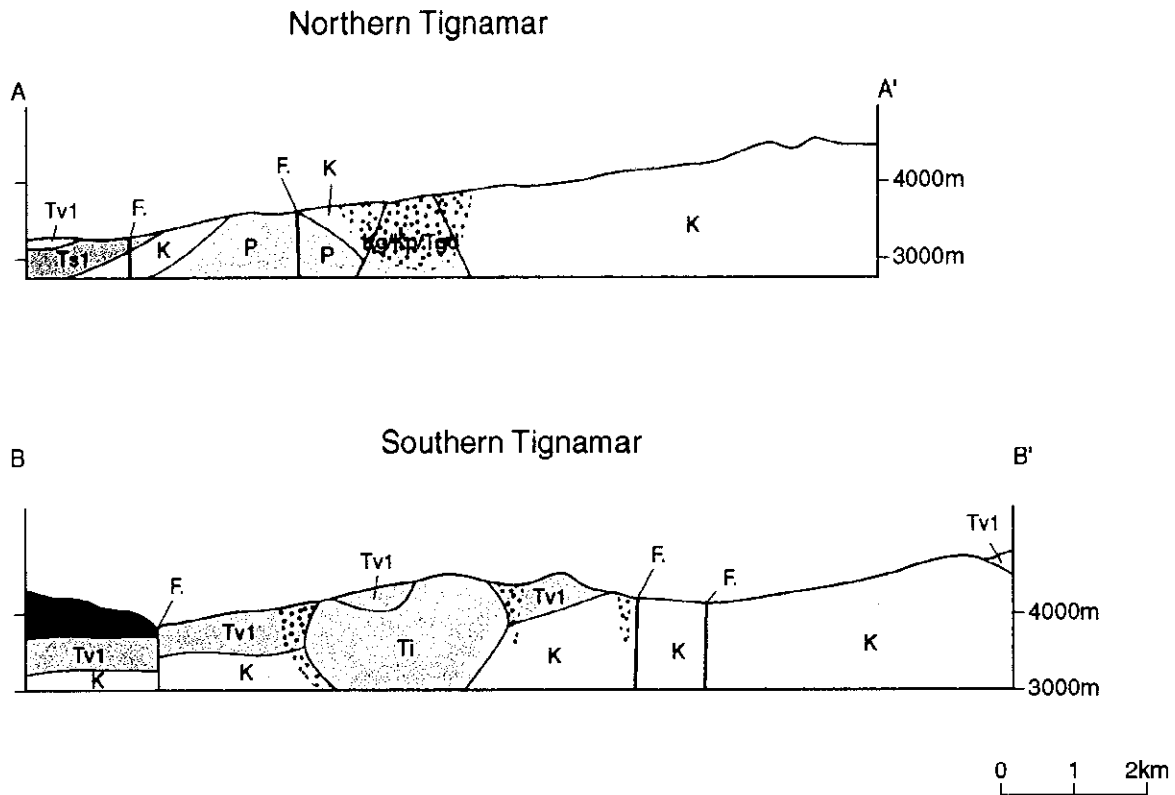 Northern Tignamar
A A'
F. K
4000m
Tv1 F.
K
P
K
Ts1
P
3000m
Southern Tignamar
B B'
Tv1
Tv1 F.
F.
F.
4000m
Tv1
Tv1
Tv1
Ti
K
K
K
K
K
3000m
0 1 2km